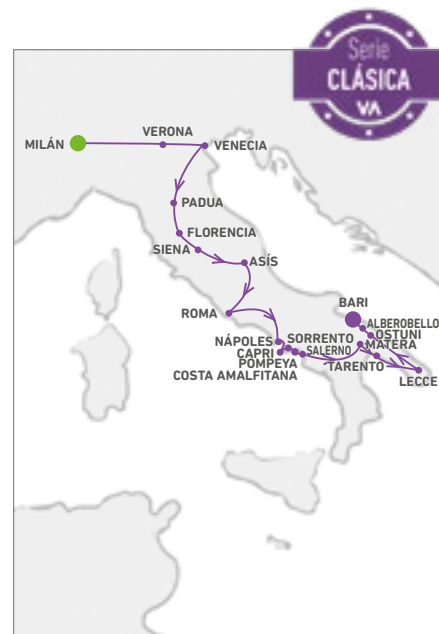 Serie
CLÁSICA
VA
MILÁN
VERONA
VENECIA
PADUA
FLORENCIA
SIENA
ASÍS
ROMA
BARI
ALBEROBELLO
OSTUNI
MATERA
NÁPOLES
SORRENTO
CAPRI
SALERNO
POMPEYA
COSTA AMALFITANA
TARENTO
LECCE